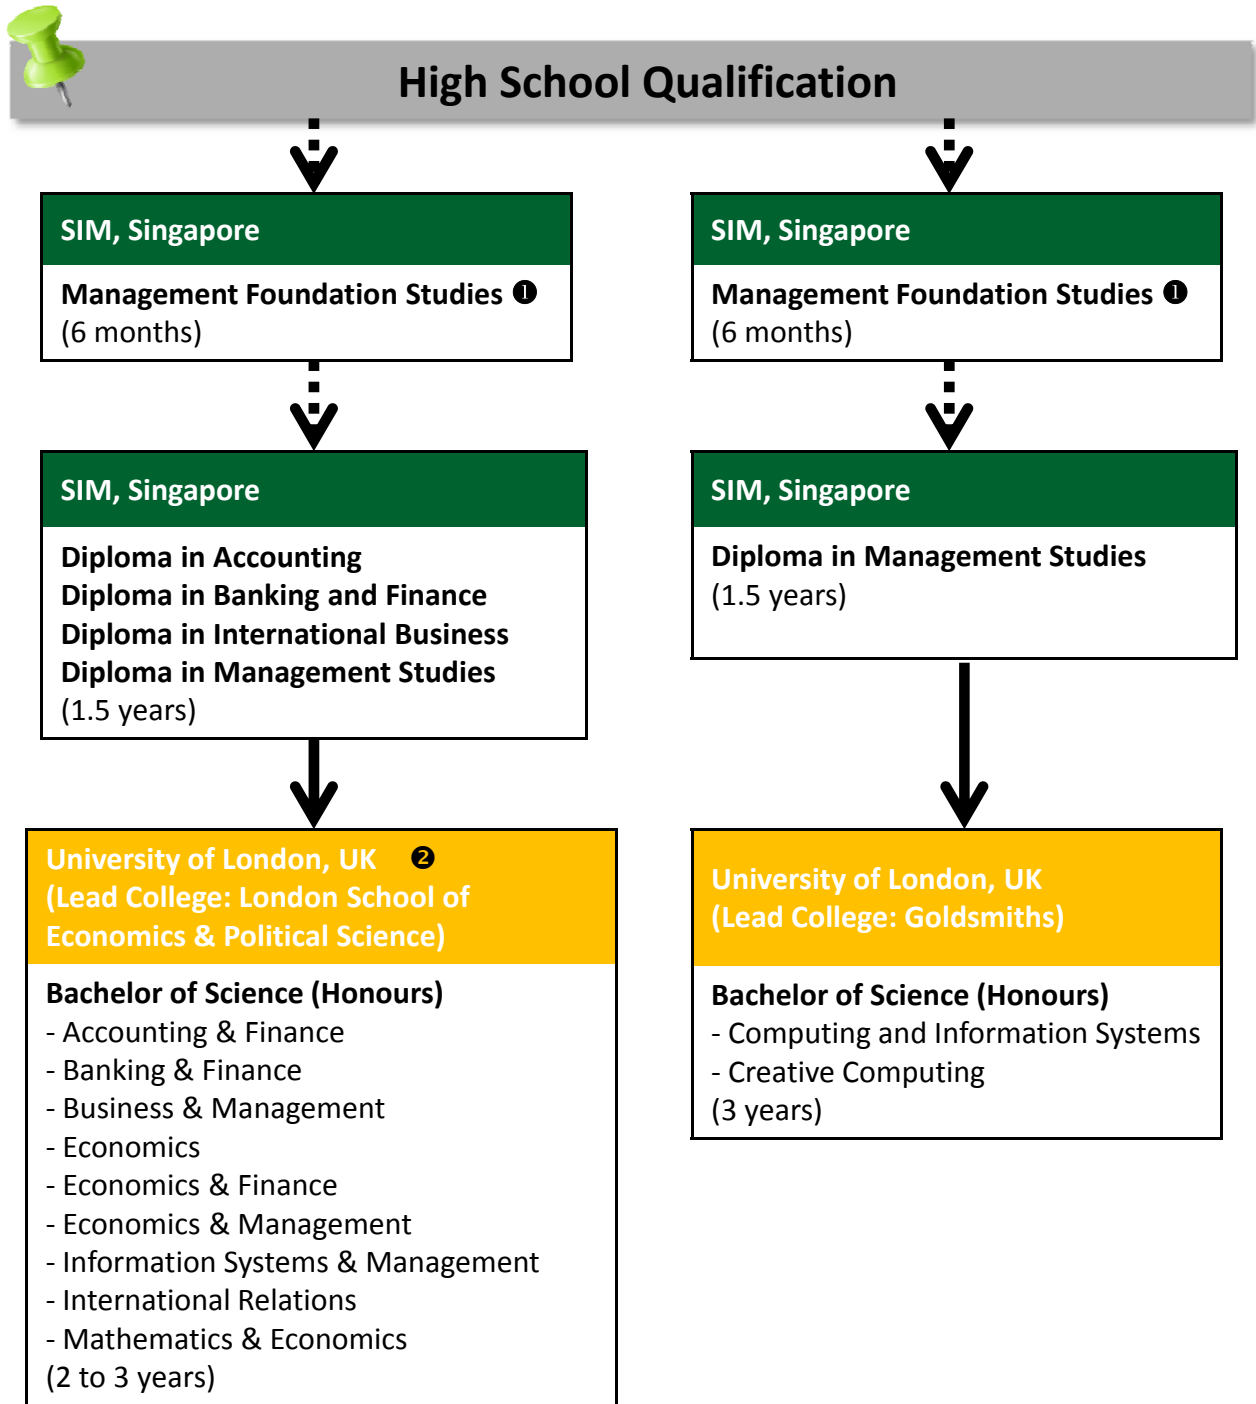 High School Qualification
SIM, Singapore
Management Foundation Studies ❶
(6 months)
SIM, Singapore
Diploma in Accounting
Diploma in Banking and Finance
Diploma in International Business
Diploma in Management Studies
(1.5 years)
University of London, UK ❷
(Lead College: London School of
Economics & Political Science)
Bachelor of Science (Honours)
- Accounting & Finance
- Banking & Finance
- Business & Management
- Economics
- Economics & Finance
- Economics & Management
- Information Systems & Management
- International Relations
- Mathematics & Economics
(2 to 3 years)
SIM, Singapore
Management Foundation Studies ❶
(6 months)
SIM, Singapore
Diploma in Management Studies
(1.5 years)
University of London, UK
(Lead College: Goldsmiths)
Bachelor of Science (Honours)
- Computing and Information Systems
- Creative Computing
(3 years)